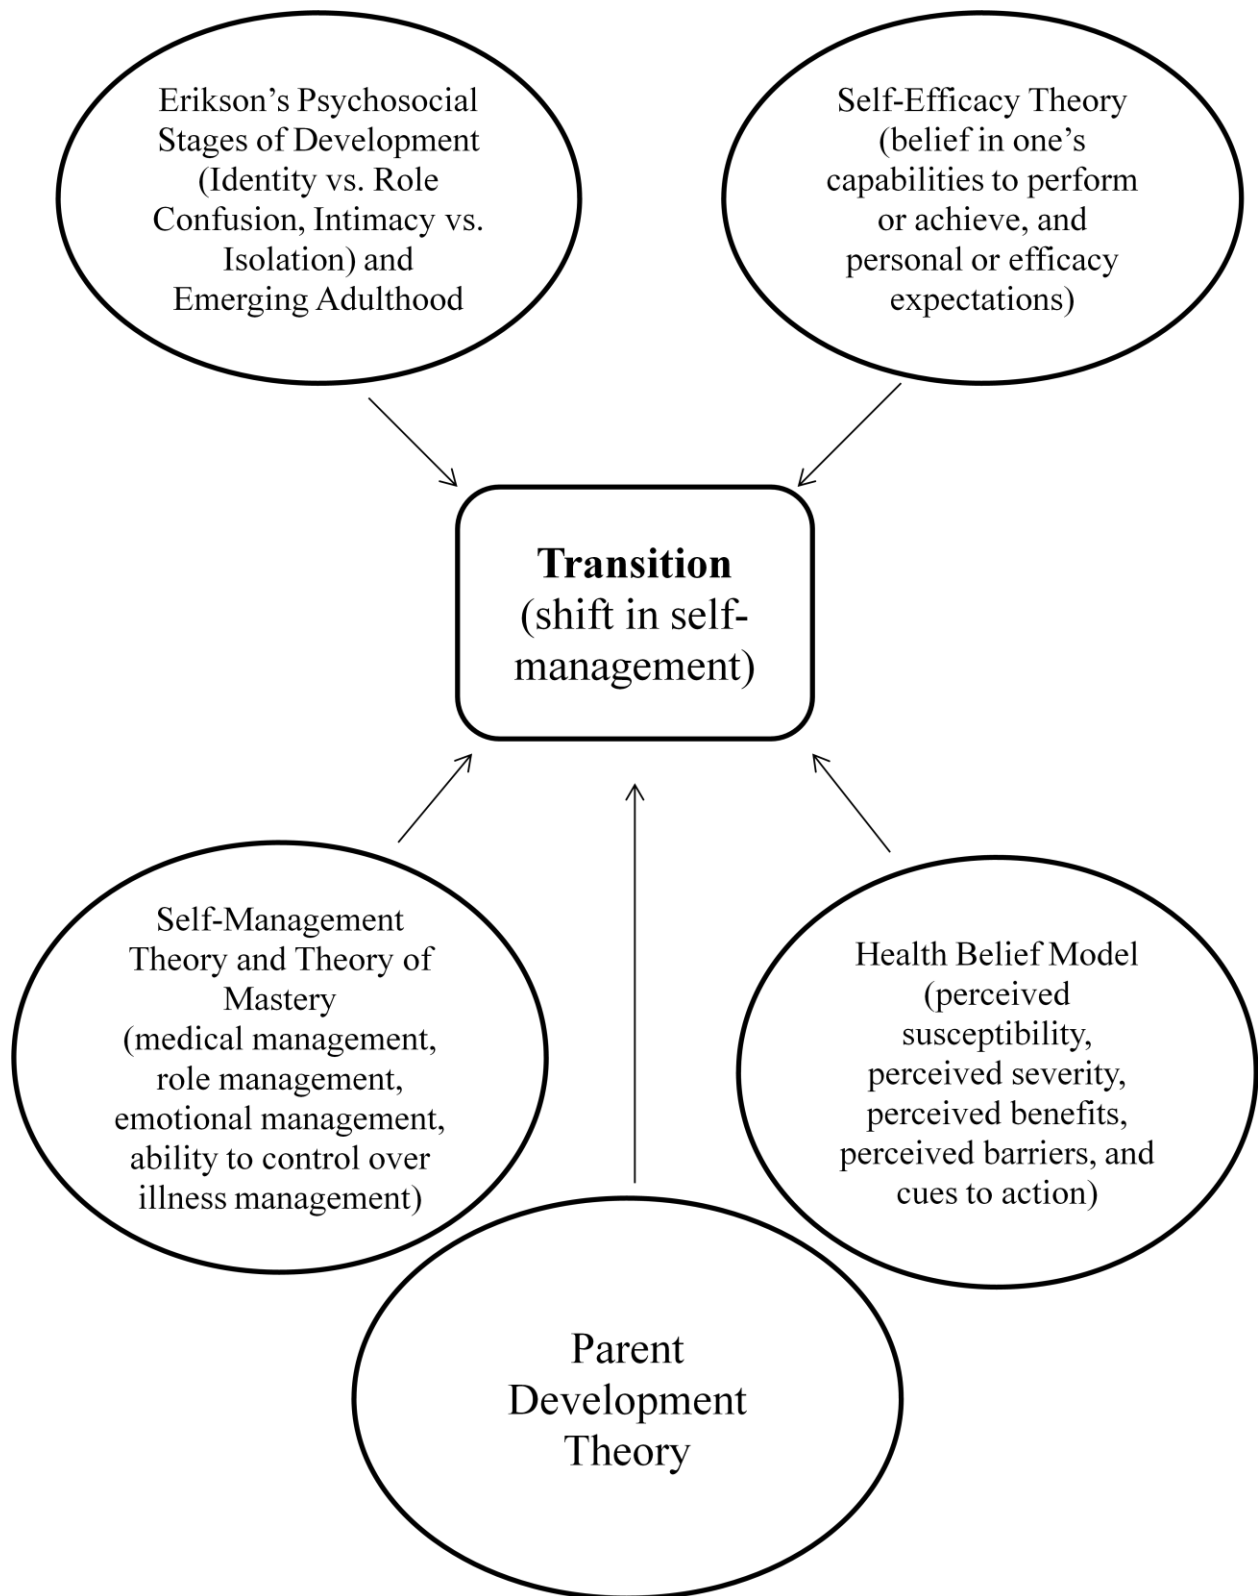 Erikson’s Psychosocial
Stages of Development
(Identity vs. Role
Confusion, Intimacy vs.
Isolation) and
Emerging Adulthood
Self-Efficacy Theory
(belief in one’s
capabilities to perform
or achieve, and
personal or efficacy
expectations)
Transition
(shift in self-
management)
Self-Management
Theory and Theory of
Mastery
(medical management,
role management,
emotional management,
ability to control over
illness management)
Health Belief Model
(perceived
susceptibility,
perceived severity,
perceived benefits,
perceived barriers, and
cues to action)
Parent
Development
Theory